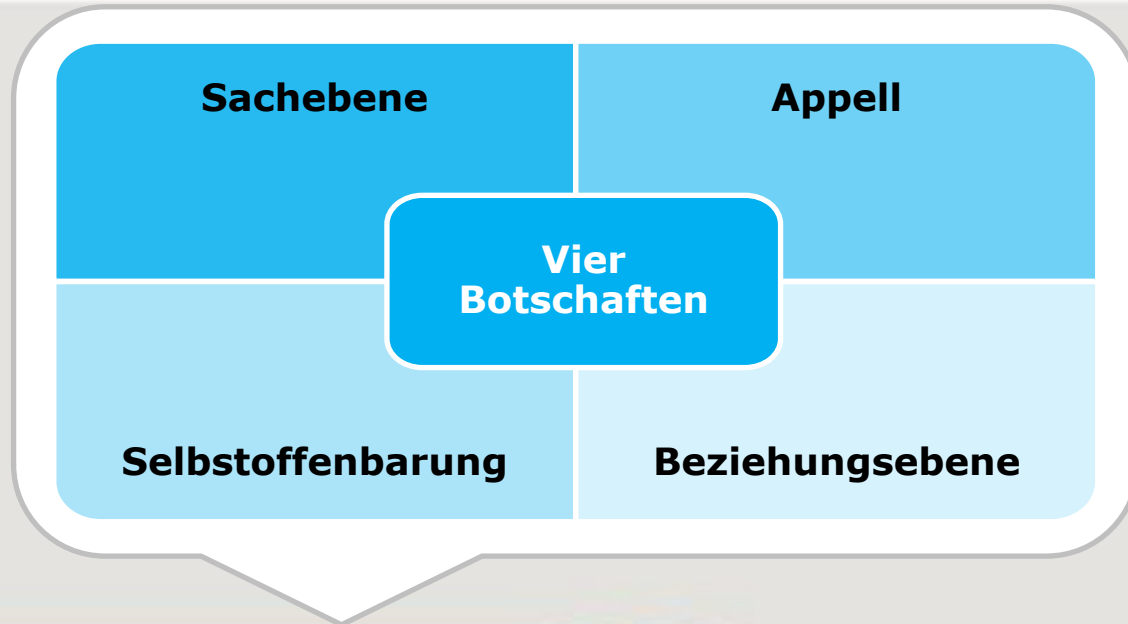 Sachebene
Appell
Vier
Botschaften
Selbstoffenbarung
Beziehungsebene